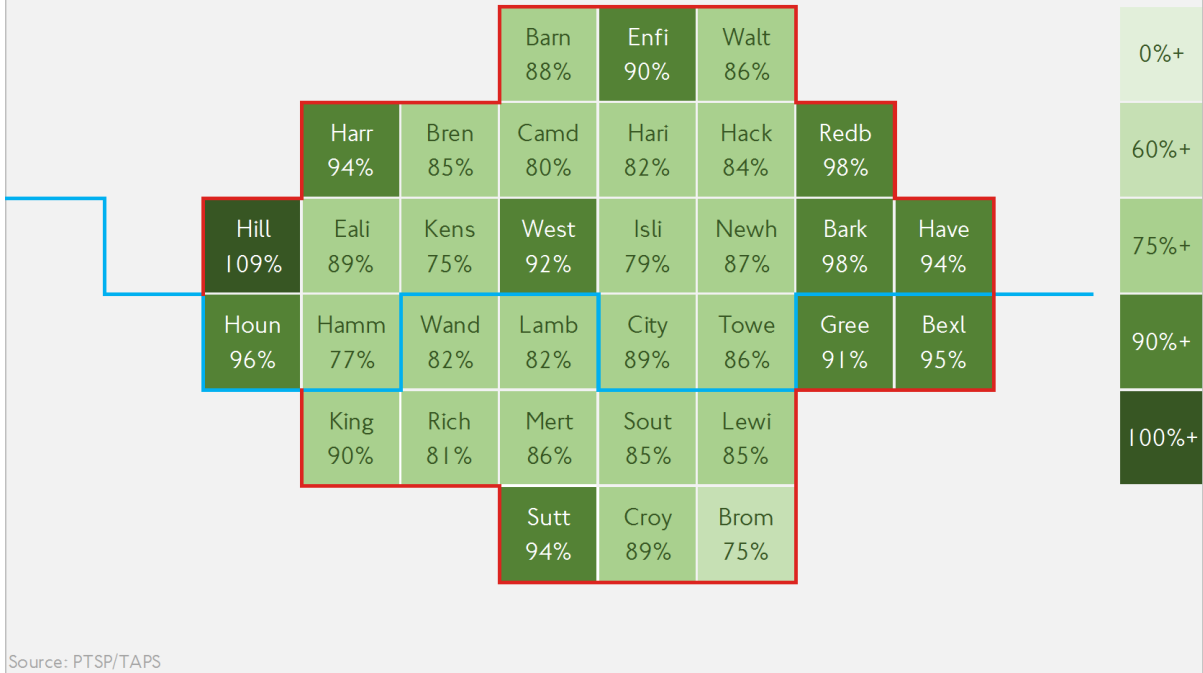 Barn Enfi Walt
88% 90% 86%
0%+
Harr Bren Camd Hari Hack Redb
94% 85% 80% 82% 84% 98%
60%+
Hill Eali Kens West Isli Newh Bark Have
109% 89% 75% 92% 79% 87% 98% 94%
75%+
Houn Hamm Wand Lamb City Towe Gree Bexl
96% 77% 82% 82% 89% 86% 91% 95%
90%+
King Rich Mert Sout Lewi
90% 81% 86% 85% 85%
100%+
Sutt Croy Brom
94% 89% 75%
Source: PTSP/TAPS